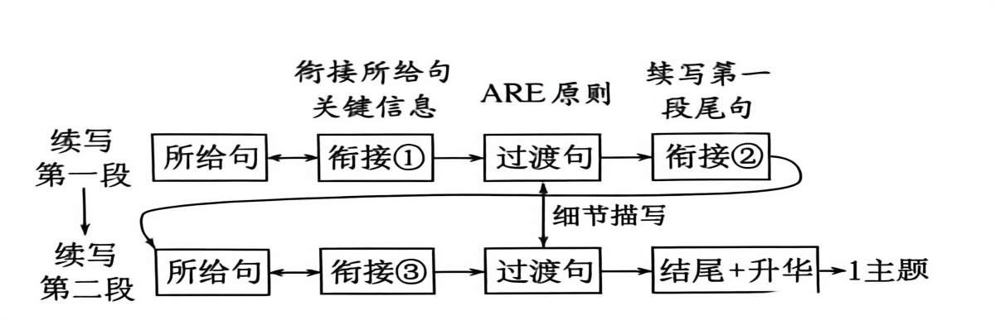 衔接所给句
关键信息
ARE原则
续写第一
段尾句
续写
第一段
所给句
衔接①
过渡句
衔接②
细节描写
续写
第二段
所给句
衔接③
过渡句
结尾+升华
1主题